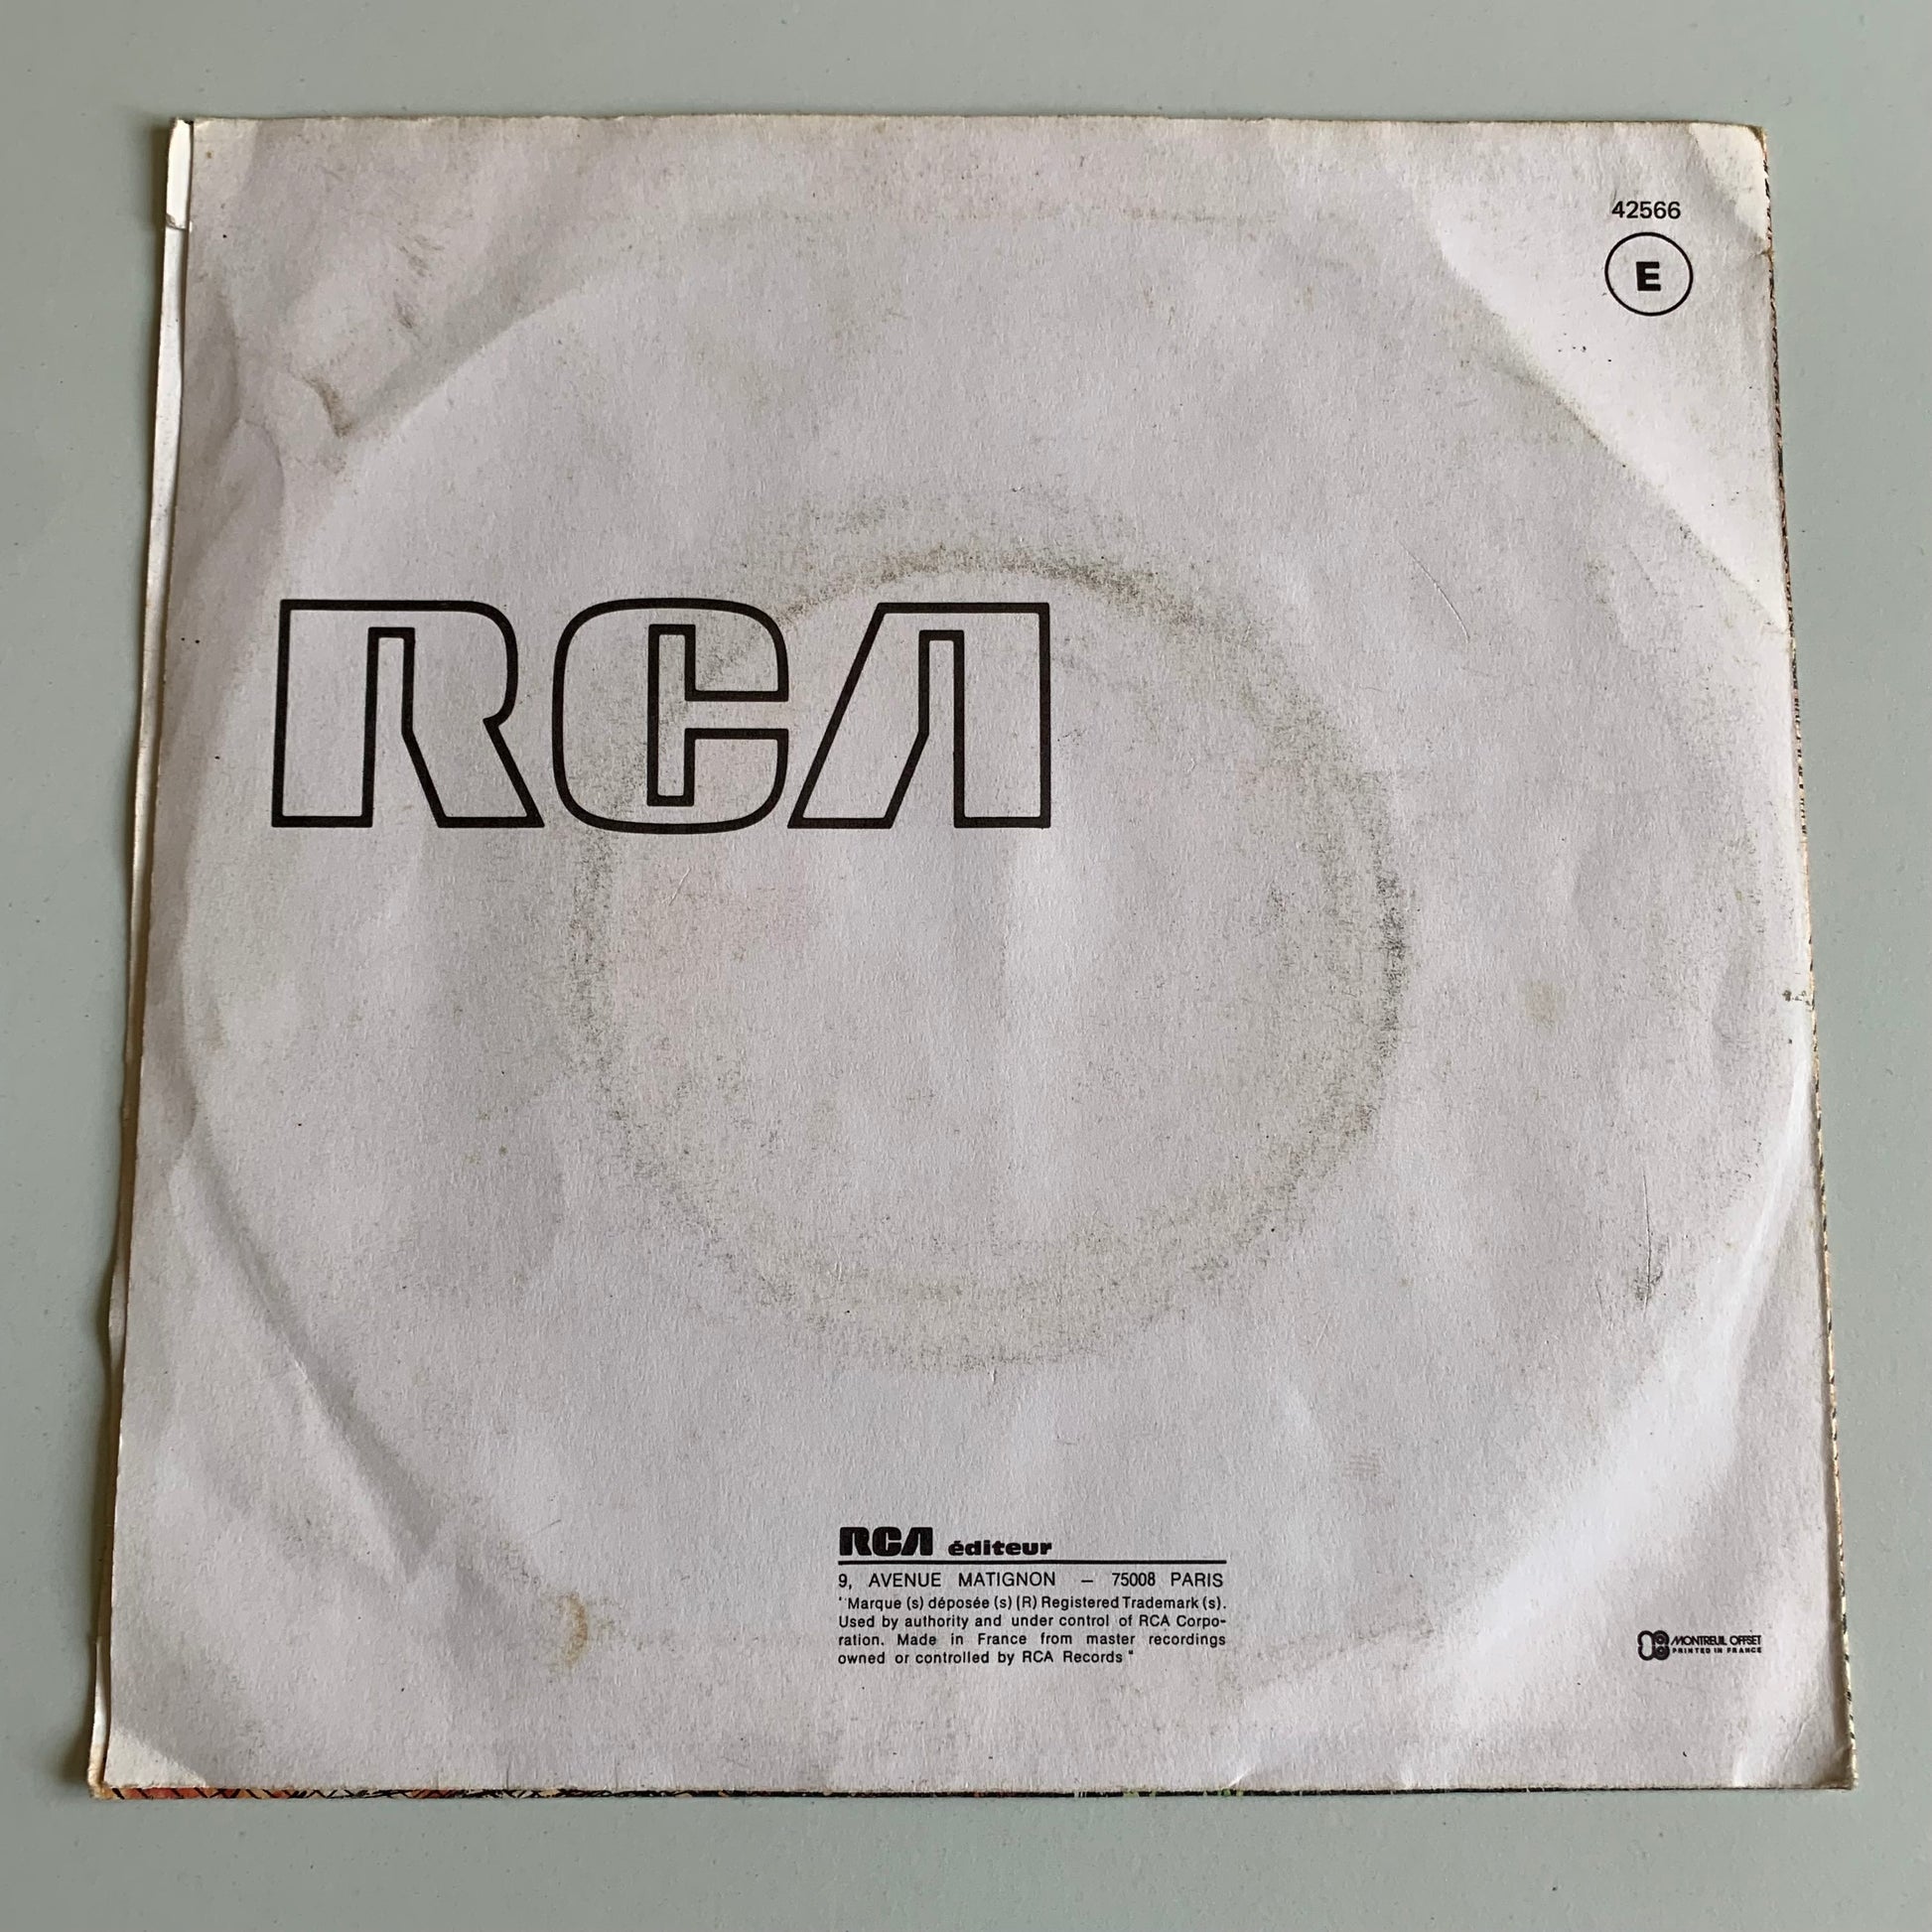 42566
E
RCA
RCA éditeur
9, AVENUE MATIGNON — 75008 PARIS
"Marque (s) déposée (s) (R) Registered Trademark (s).
Used by authority and under control of RCA Corpo-
ration. Made in France from master recordings
owned or controlled by RCA Records"
MONTREUIL OFFSET
PRINTED IN FRANCE